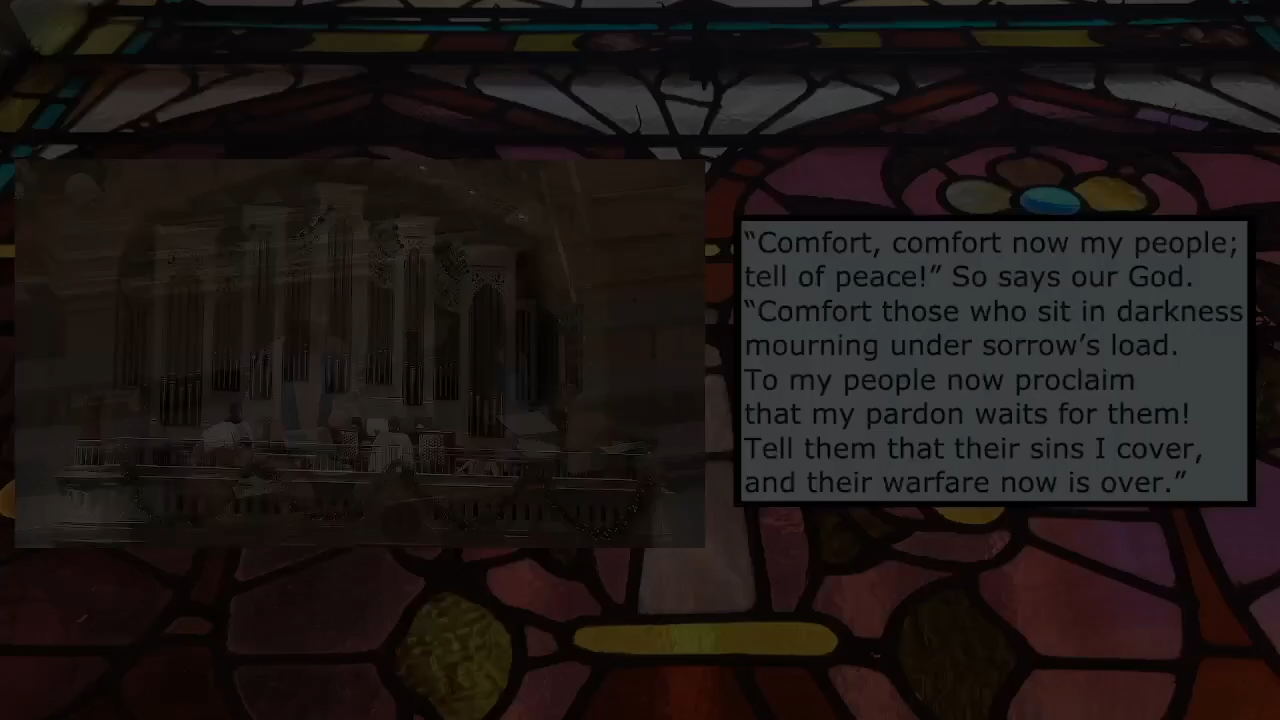 “Comfort, comfort now my people;
tell of peace!” So says our God.
“Comfort those who sit in darkness
mourning under sorrow’s load.
To my people now proclaim
that my pardon waits for them!
Tell them that their sins I cover,
and their warfare now is over.”